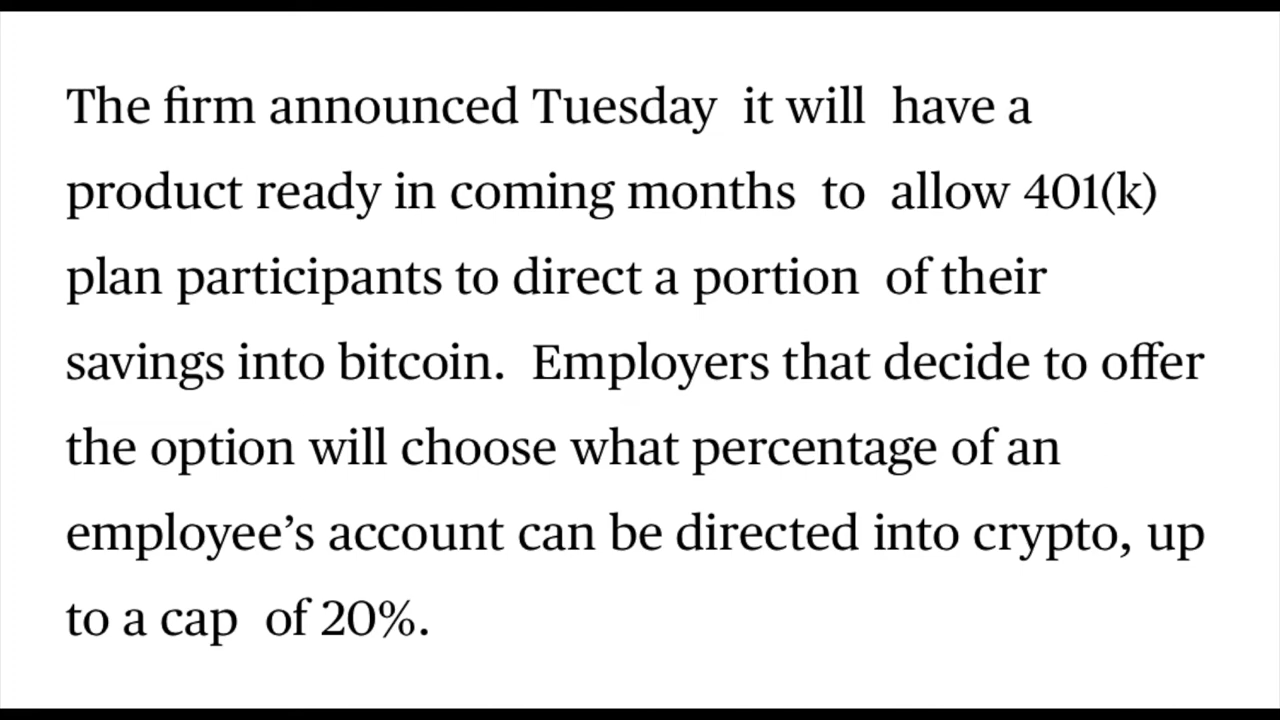 The firm announced Tuesday it will have a
product ready in coming months to allow 401(k)
plan participants to direct a portion of their
savings into bitcoin. Employers that decide to offer
the option will choose what percentage of an
employee’s account can be directed into crypto, up
to a cap of 20%.